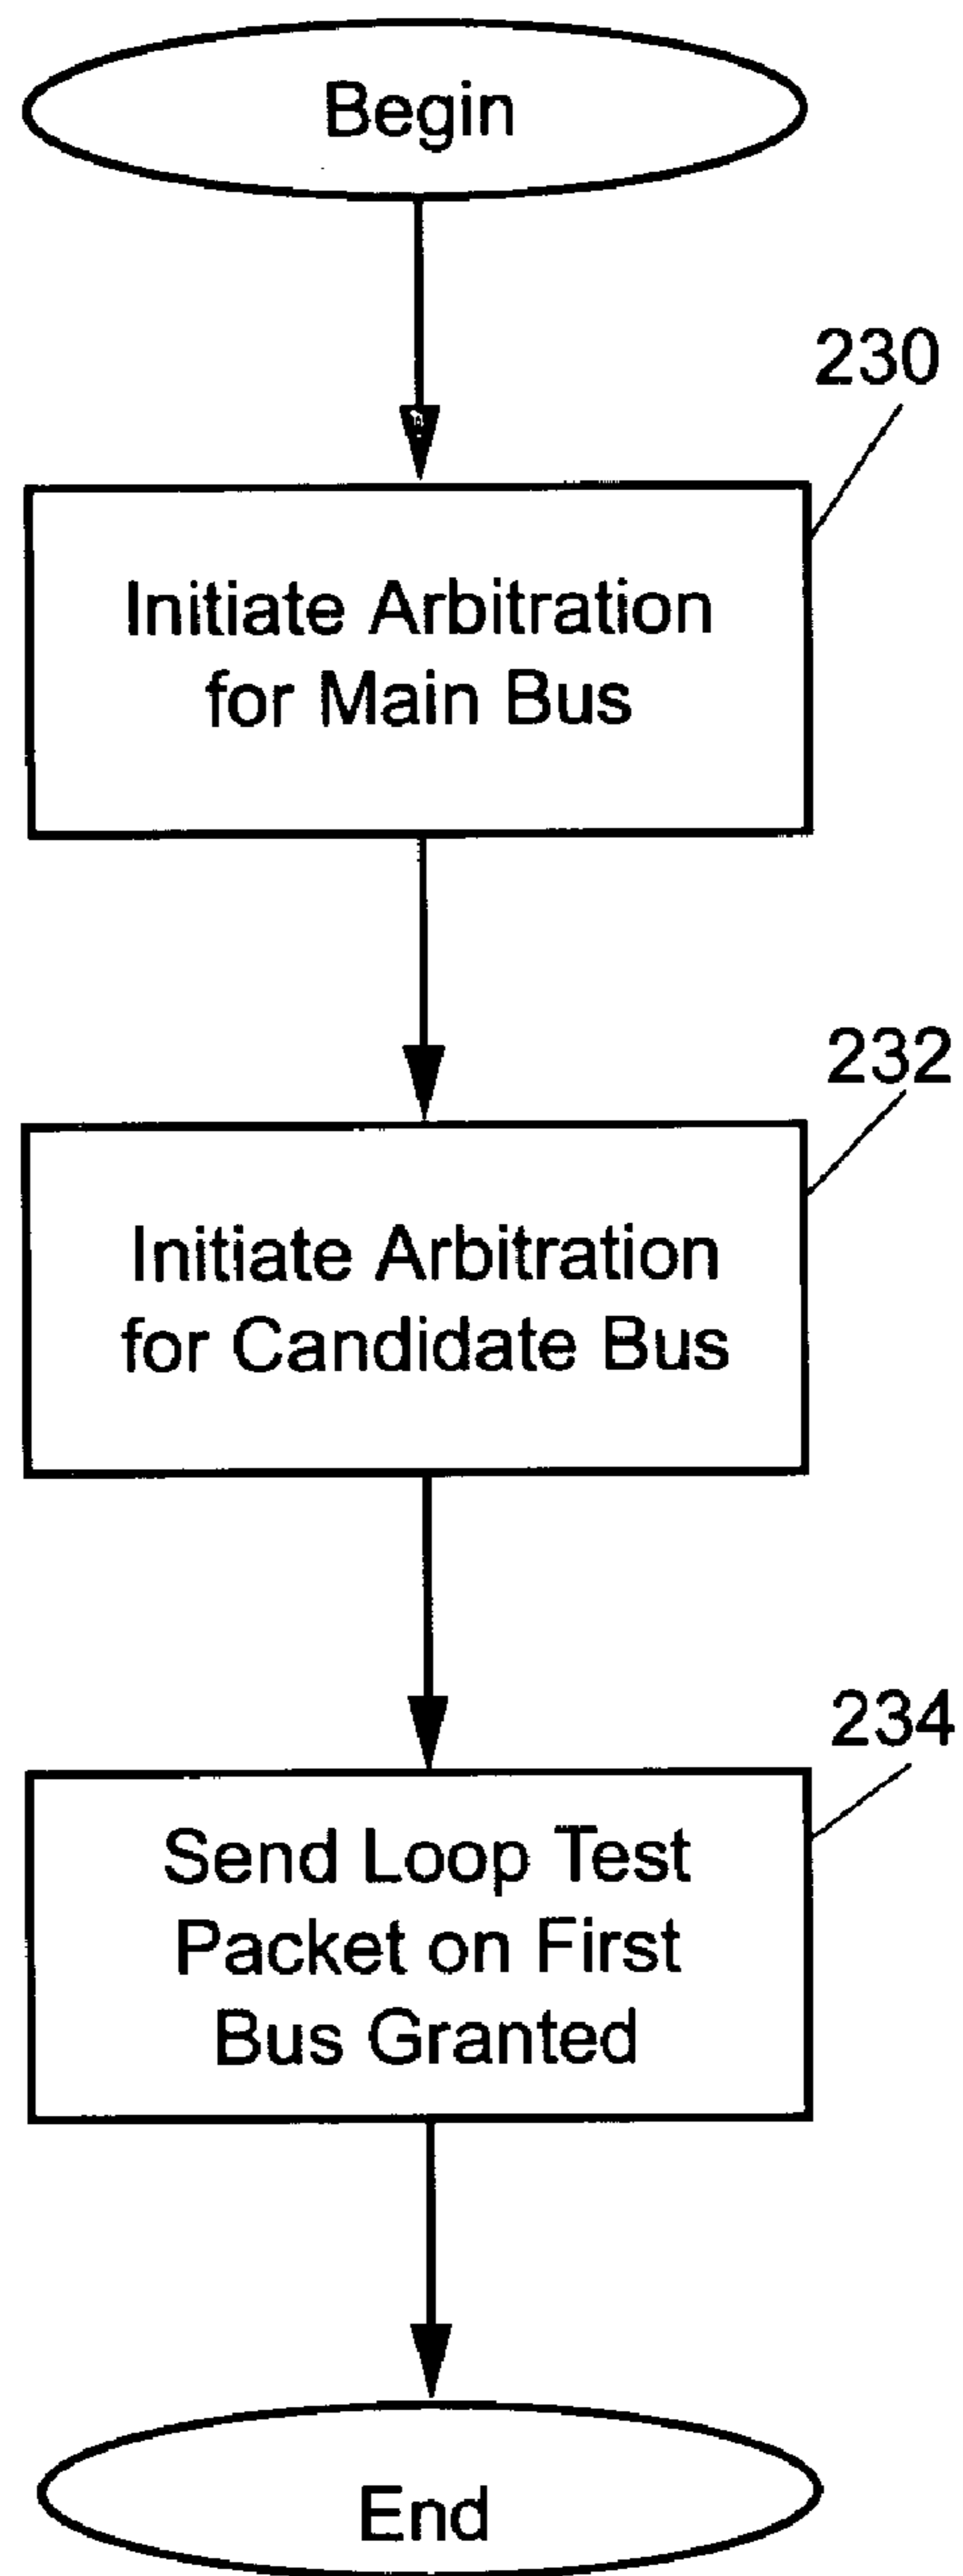 Begin
230
Initiate Arbitration
for Main Bus
232
Initiate Arbitration
for Candidate Bus
234
Send Loop Test
Packet on First
Bus Granted
End